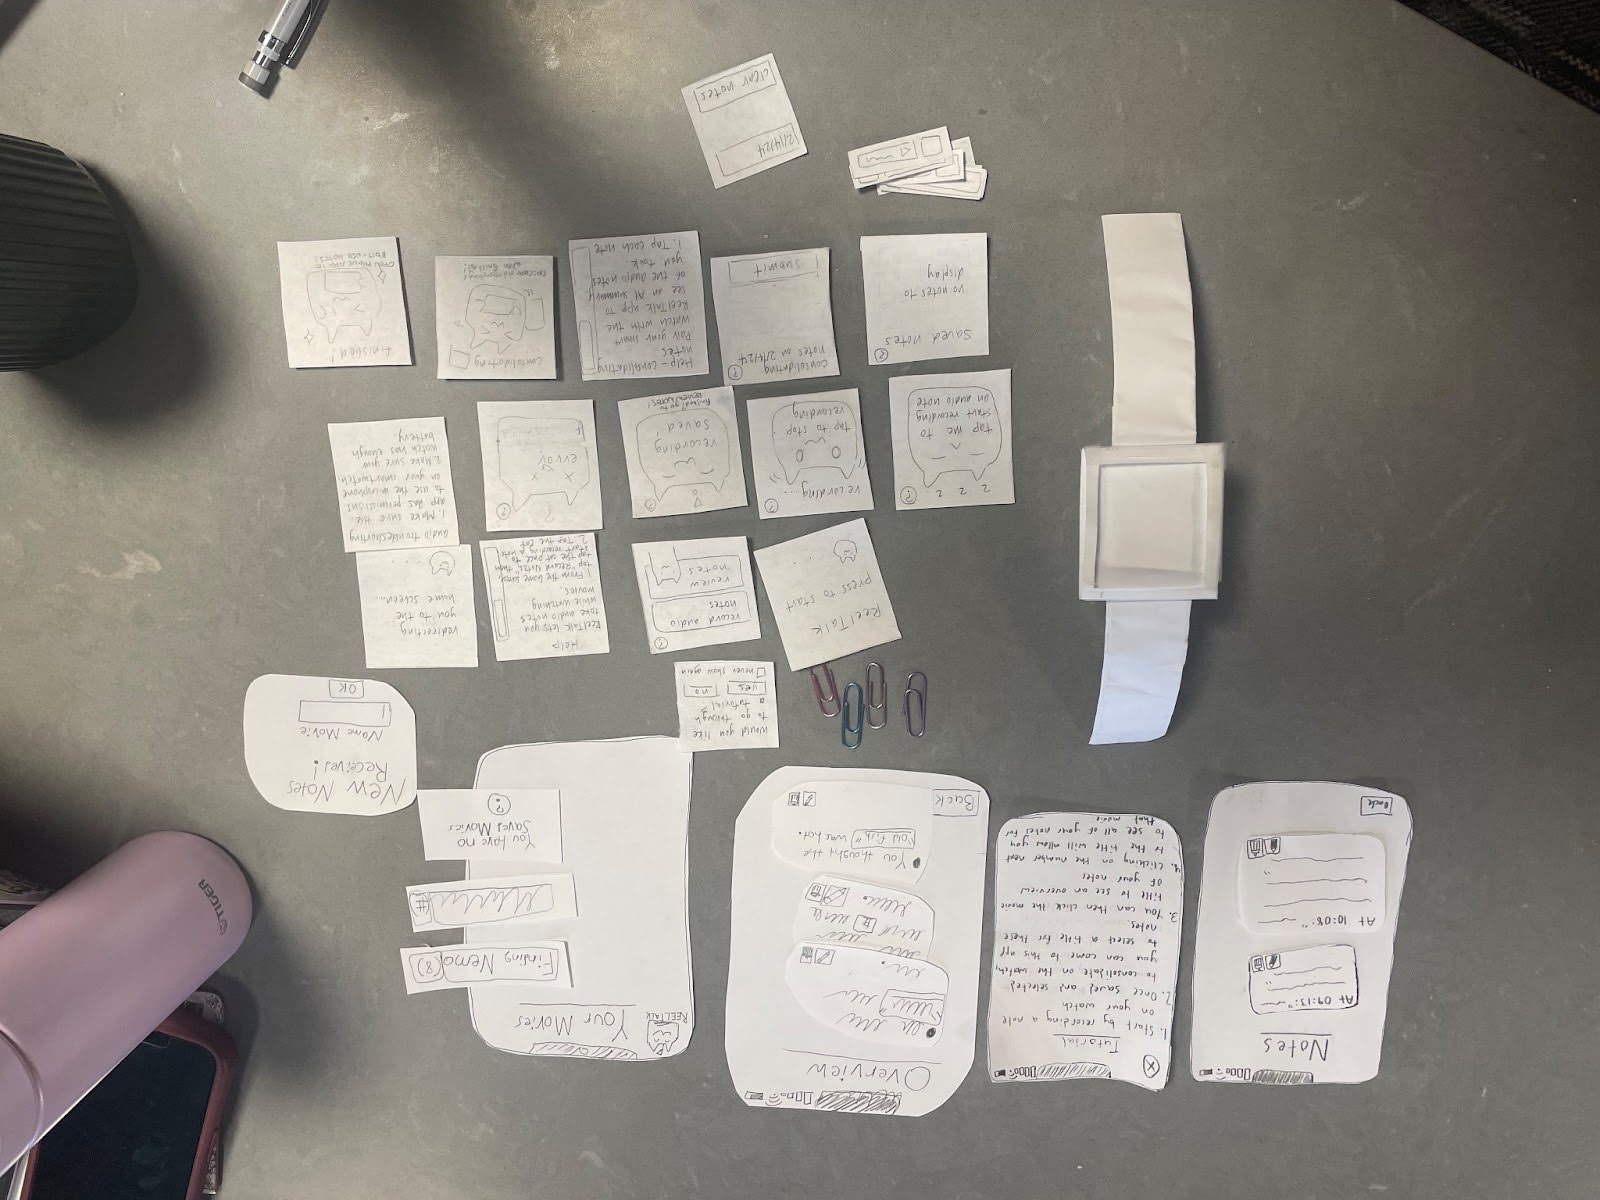 Notes
At 09:13:"
At 10:08:"
Back
X
Tutorial
1. Start by recording a note
on your watch
2. Once saved and selected
to consolidate on the watch,
you can come to this app
to select a title for these
notes.
3. You can then click the movie
title to see an overview
of your notes
4. Clicking on the number next
to the title will allow you
to see all of your notes for
that movie
Overview
You thought the
"old fish" was hot.
Back
REELTALK
Your Movies
Finding Nemo (8)
#
You have no
Saved Movies
?
New Notes
Received!
Name Movie
OK
TIGER
would you like
to go through
a tutorial?
yes no
never show again
ReelTalk
press to start
?
record audio
notes
review
notes
Help
ReelTalk lets you
take audio notes
while watching
movies.
1. From the home screen,
tap "Record Notes," then
tap the cat once to
start recording a note
2. Tap the cat
redirecting
you to the
home screen...
z z z ?
tap me to
start recording
an audio note
recording... ?
tap to stop
recording
?
recording
saved!
finished? go to
REVIEW NOTES!
? ?
x x
error
audio troubleshooting
1. Make sure the
app has permissions
to use the microphone
on your smartwatch.
2. Make sure your
watch has enough
battery.
Saved notes
no notes to
display
consolidating ?
notes on 2/14/24
submit
Help - consolidating
notes
Pair your smart
watch with the
ReelTalk app to
see an AI summary
of the audio notes
you took.
1. Tap each note
consolidating
when finished!
finished!
OPEN PHONE APP TO
EDIT + USE NOTES!
2/14/24
clear notes